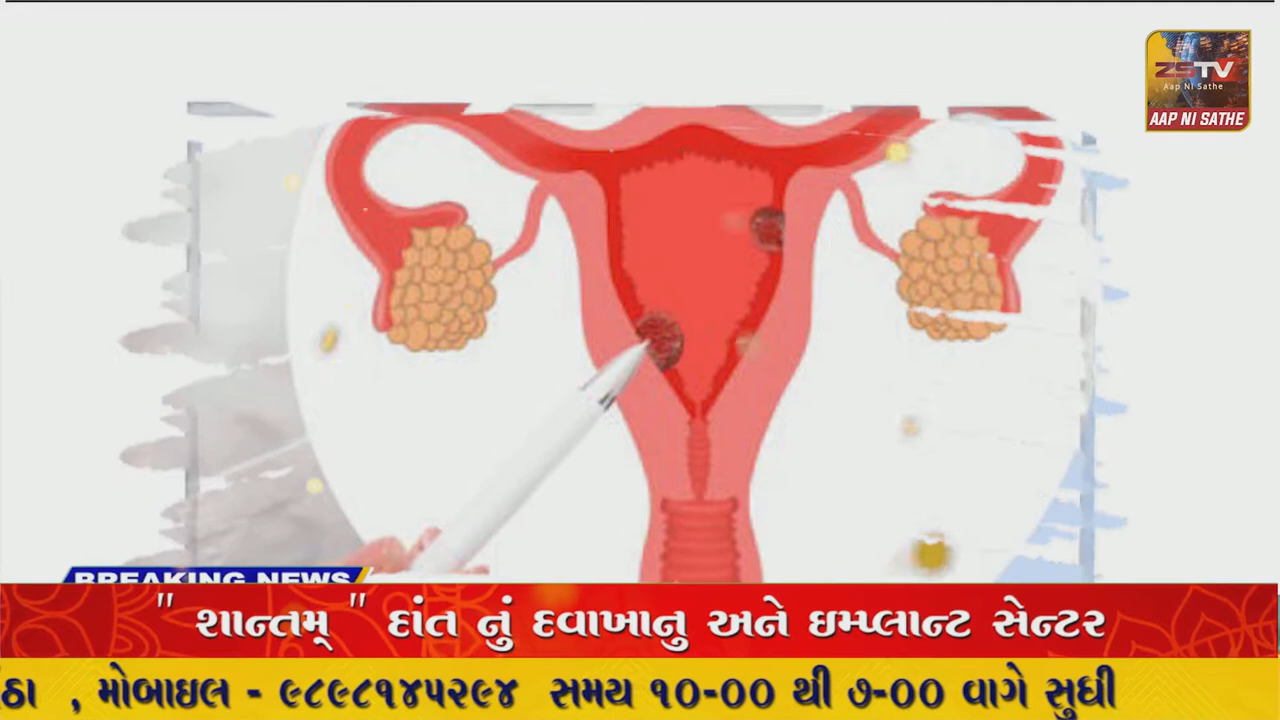 ZSTV
Aap Ni Sathe
AAP NI SATHE
BREAKING NEWS
" શાન્તમ્ " દાંત નું દવાખાનુ અને ઇમ્પ્લાન્ટ સેન્ટર
, મોબાઇલ - ૯૮૯૮૧૪૫૨૯૪ સમય ૧૦-૦૦ થી ૭-૦૦ વાગે સુધી